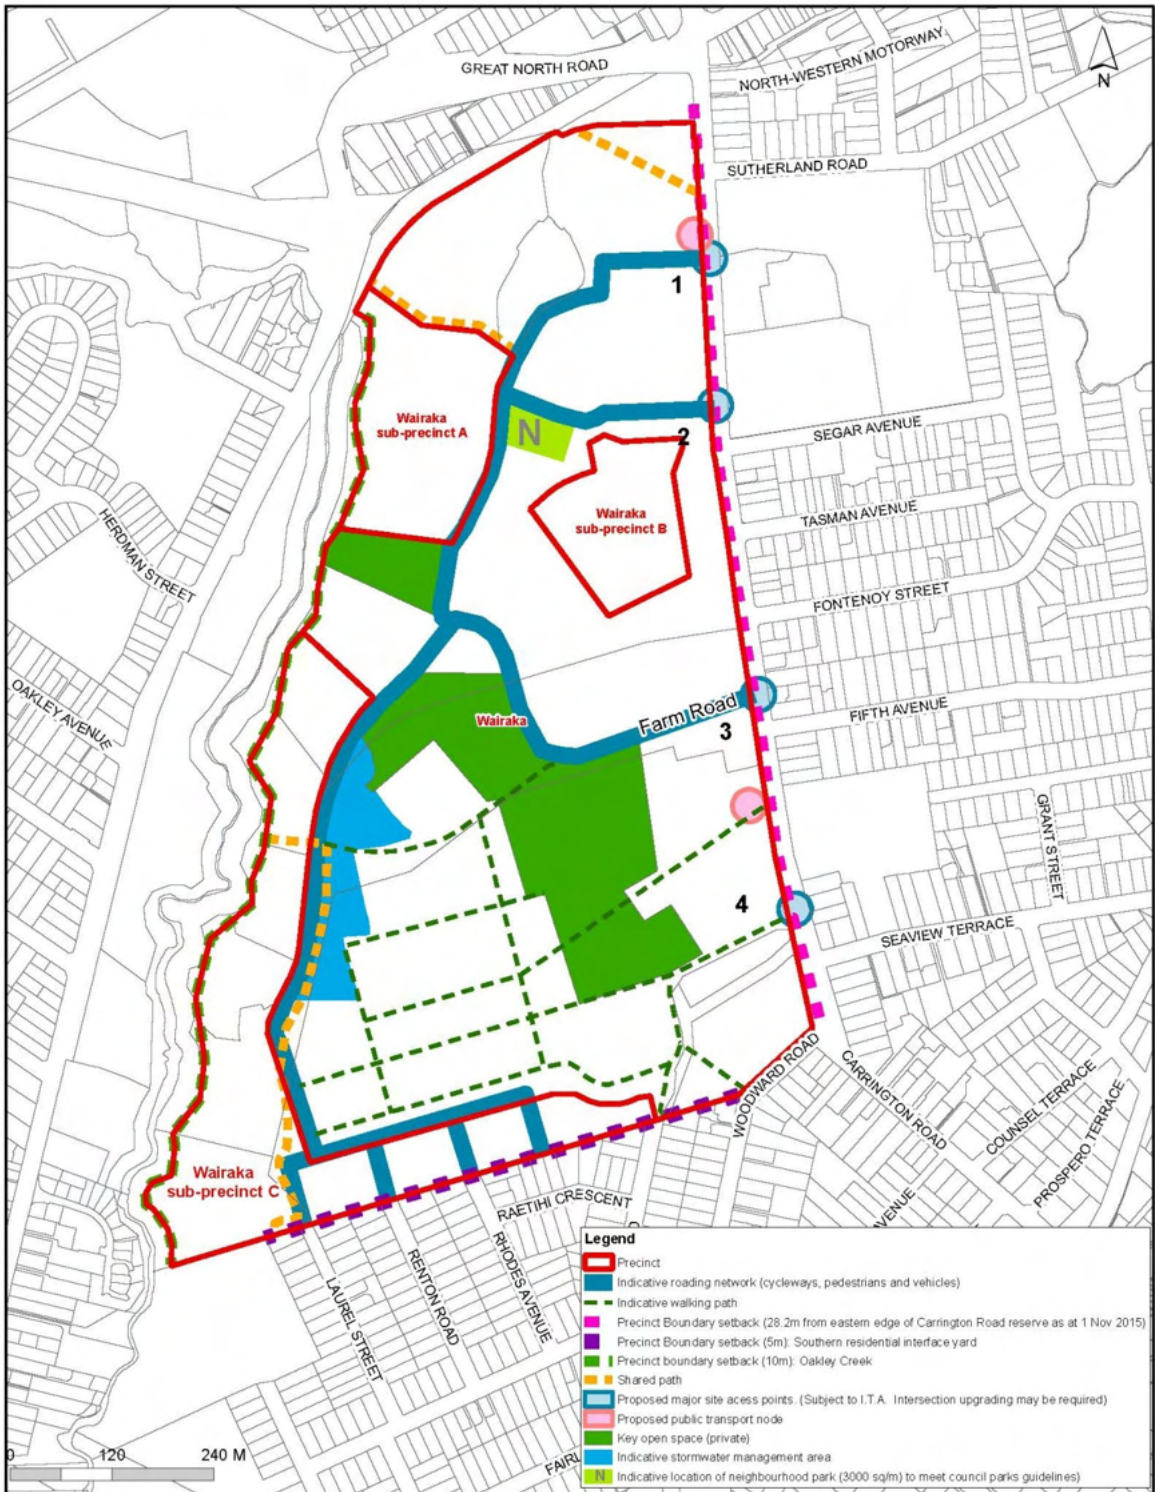 GREAT NORTH ROAD
NORTH-WESTERN MOTORWAY
N
SUTHERLAND ROAD
1
Wairaka
sub-precinct A
N
2
SEGAR AVENUE
Wairaka
sub-precinct B
TASMAN AVENUE
HERDMAN STREET
FONTENOY STREET
OAKLEY AVENUE
Wairaka
Farm Road
3
FIFTH AVENUE
GRANT STREET
4
SEAVIEW TERRACE
WOODWARD ROAD
CARRINGTON ROAD
COUNSEL TERRACE
PROSPERO TERRACE
Wairaka
sub-precinct C
RAETIHI CRESCENT
AVENUE
LAUREL STREET
RENTON ROAD
RHODES AVENUE
Legend
Precinct
Indicative roading network (cycleways, pedestrians and vehicles)
Indicative walking path
Precinct Boundary setback (28.2m from eastern edge of Carrington Road reserve as at 1 Nov 2015)
Precinct Boundary setback (5m): Southern residential interface yard
Precinct boundary setback (10m): Oakley Creek
Shared path
Proposed major site acess points. (Subject to I.T.A. Intersection upgrading may be required)
Proposed public transport node
Key open space (private)
Indicative stormwater management area
N Indicative location of neighbourhood park (3000 sq/m) to meet council parks guidelines)
0 120 240 M